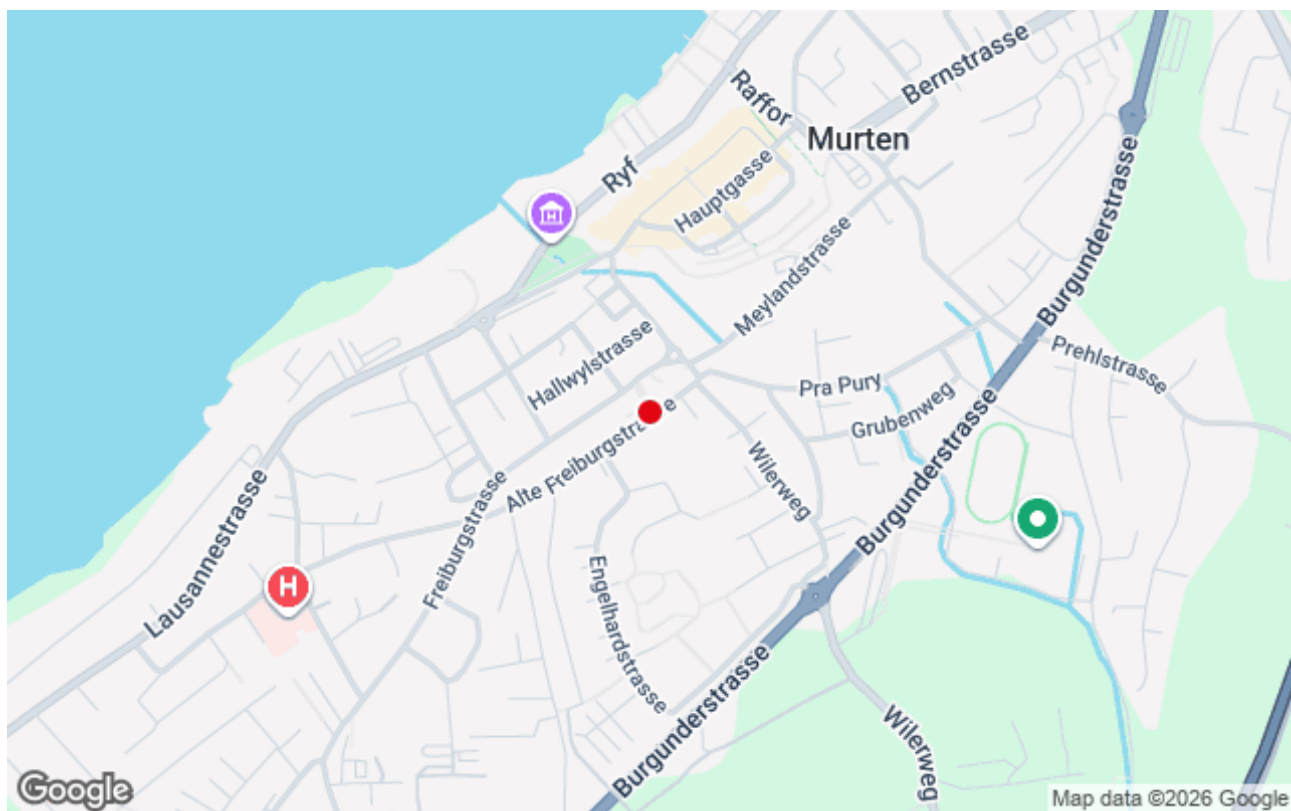 Raffor
Bernstrasse
Murten
Ryf
Hauptgasse
Burgunderstrasse
Meylandstrasse
Prehlstrasse
Hallwylstrasse
Pra Pury
Grubenweg
Alte Freiburgstrasse
Wilerweg
Burgunderstrasse
Lausannestrasse
Freiburgstrasse
H
Engelhardstrasse
Burgunderstrasse
Wilerweg
Google
Map data ©2026 Google